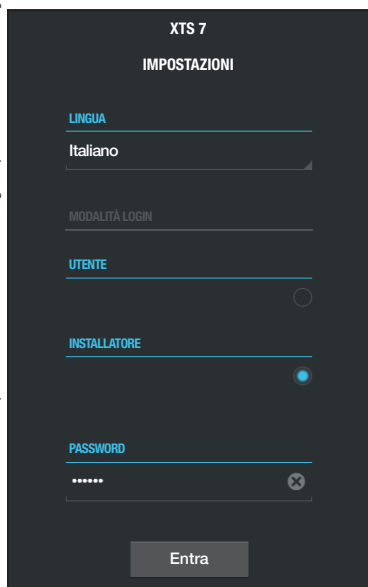 XTS 7
IMPOSTAZIONI
LINGUA
Italiano
MODALITÀ LOGIN
UTENTE
INSTALLATORE
PASSWORD
••••••
Entra